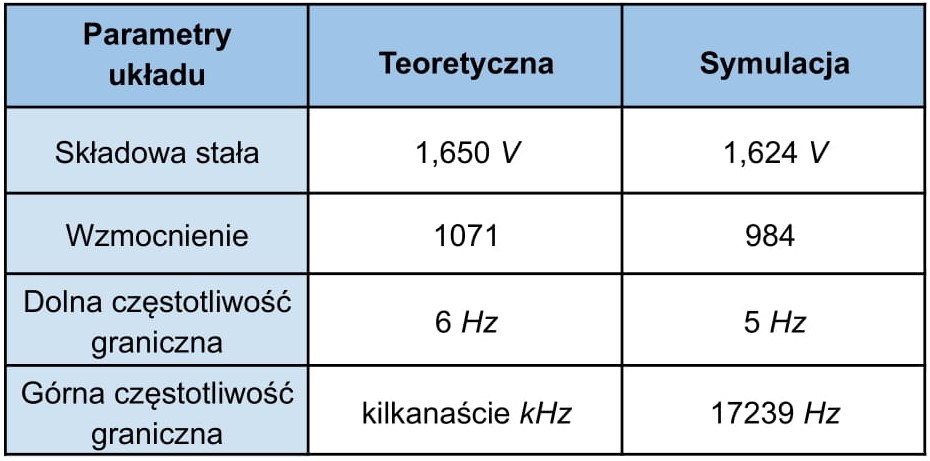 Parametry
układu
Teoretyczna
Symulacja
Składowa stała
1,650 V
1,624 V
Wzmocnienie
1071
984
Dolna częstotliwość
graniczna
6 Hz
5 Hz
Górna częstotliwość
graniczna
kilkanaście kHz
17239 Hz